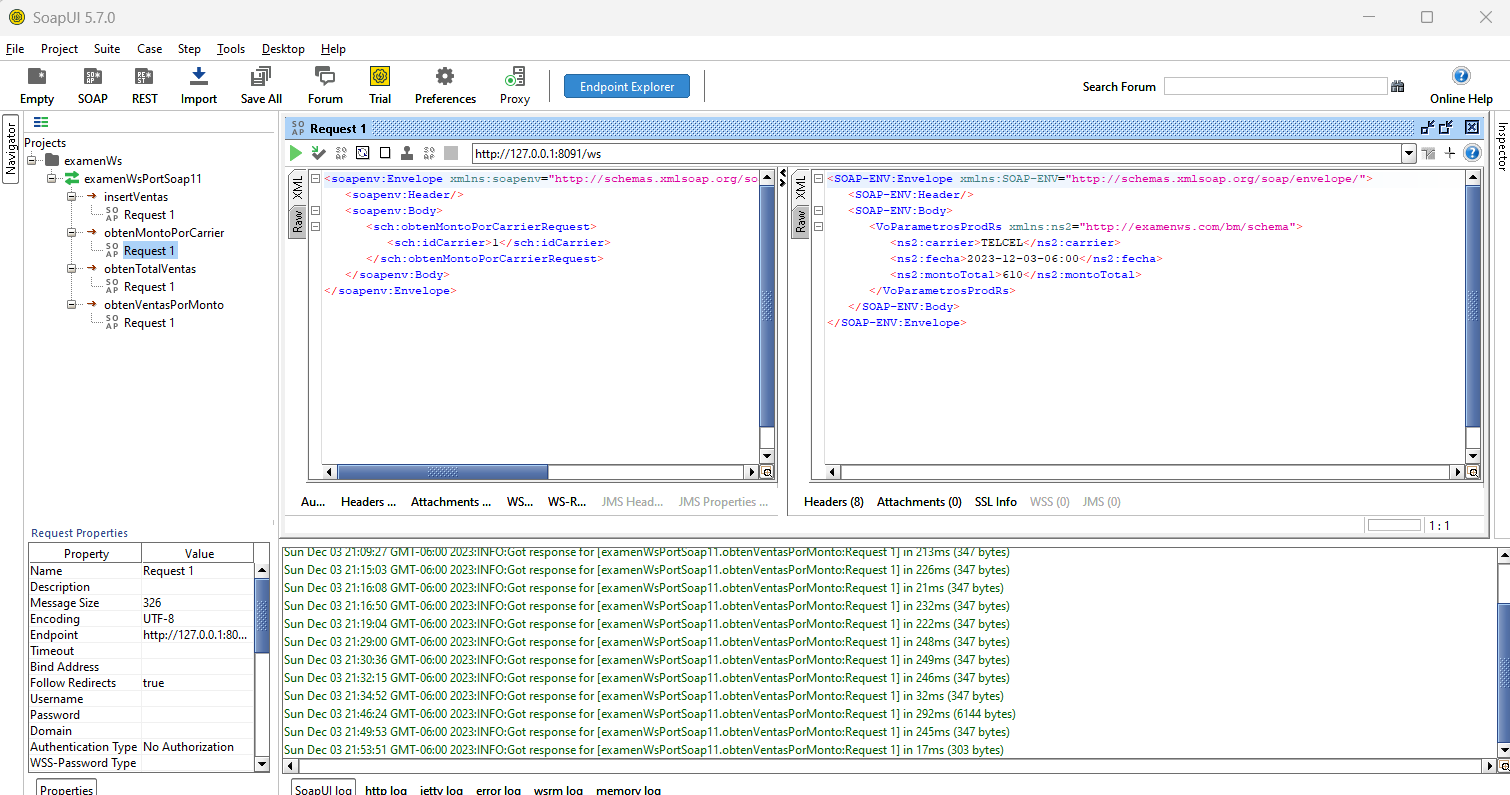 SoapUI 5.7.0
File Project Suite Case Step Tools Desktop Help
Empty SOAP REST Import Save All Forum Trial Preferences Proxy Endpoint Explorer Search Forum Online Help
Navigator
Projects
examenWs
examenWsPortSoap11
insertVentas
SOAP Request 1
obtenMontoPorCarrier
SOAP Request 1
obtenTotalVentas
SOAP Request 1
obtenVentasPorMonto
SOAP Request 1
Request Properties
Property Value
Name Request 1
Description
Message Size 326
Encoding UTF-8
Endpoint http://127.0.0.1:80...
Timeout
Bind Address
Follow Redirects true
Username
Password
Domain
Authentication Type No Authorization
WSS-Password Type
Properties
SOAP Request 1
http://127.0.0.1:8091/ws
XML
Raw
<soapenv:Envelope xmlns:soapenv="http://schemas.xmlsoap.org/so
<soapenv:Header/>
<soapenv:Body>
<sch:obtenMontoPorCarrierRequest>
<sch:idCarrier>1</sch:idCarrier>
</sch:obtenMontoPorCarrierRequest>
</soapenv:Body>
</soapenv:Envelope>
Au... Headers ... Attachments ... WS... WS-R... JMS Head... JMS Properties ...
XML
Raw
<SOAP-ENV:Envelope xmlns:SOAP-ENV="http://schemas.xmlsoap.org/soap/envelope/">
<SOAP-ENV:Header/>
<SOAP-ENV:Body>
<VoParametrosProdRs xmlns:ns2="http://examenws.com/bm/schema">
<ns2:carrier>TELCEL</ns2:carrier>
<ns2:fecha>2023-12-03-06:00</ns2:fecha>
<ns2:montoTotal>610</ns2:montoTotal>
</VoParametrosProdRs>
</SOAP-ENV:Body>
</SOAP-ENV:Envelope>
Headers (8) Attachments (0) SSL Info WSS (0) JMS (0)
1 : 1
Inspector
Sun Dec 03 21:09:27 GMT-06:00 2023:INFO:Got response for [examenWsPortSoap11.obtenVentasPorMonto:Request 1] in 213ms (347 bytes)
Sun Dec 03 21:15:03 GMT-06:00 2023:INFO:Got response for [examenWsPortSoap11.obtenVentasPorMonto:Request 1] in 226ms (347 bytes)
Sun Dec 03 21:16:08 GMT-06:00 2023:INFO:Got response for [examenWsPortSoap11.obtenVentasPorMonto:Request 1] in 21ms (347 bytes)
Sun Dec 03 21:16:50 GMT-06:00 2023:INFO:Got response for [examenWsPortSoap11.obtenVentasPorMonto:Request 1] in 232ms (347 bytes)
Sun Dec 03 21:19:04 GMT-06:00 2023:INFO:Got response for [examenWsPortSoap11.obtenVentasPorMonto:Request 1] in 222ms (347 bytes)
Sun Dec 03 21:29:00 GMT-06:00 2023:INFO:Got response for [examenWsPortSoap11.obtenVentasPorMonto:Request 1] in 248ms (347 bytes)
Sun Dec 03 21:30:36 GMT-06:00 2023:INFO:Got response for [examenWsPortSoap11.obtenVentasPorMonto:Request 1] in 249ms (347 bytes)
Sun Dec 03 21:32:15 GMT-06:00 2023:INFO:Got response for [examenWsPortSoap11.obtenVentasPorMonto:Request 1] in 246ms (347 bytes)
Sun Dec 03 21:34:52 GMT-06:00 2023:INFO:Got response for [examenWsPortSoap11.obtenVentasPorMonto:Request 1] in 32ms (347 bytes)
Sun Dec 03 21:46:24 GMT-06:00 2023:INFO:Got response for [examenWsPortSoap11.obtenVentasPorMonto:Request 1] in 292ms (6144 bytes)
Sun Dec 03 21:49:53 GMT-06:00 2023:INFO:Got response for [examenWsPortSoap11.obtenVentasPorMonto:Request 1] in 245ms (347 bytes)
Sun Dec 03 21:53:51 GMT-06:00 2023:INFO:Got response for [examenWsPortSoap11.obtenVentasPorMonto:Request 1] in 17ms (303 bytes)
SoapUI log http log jetty log error log wsrm log memory log